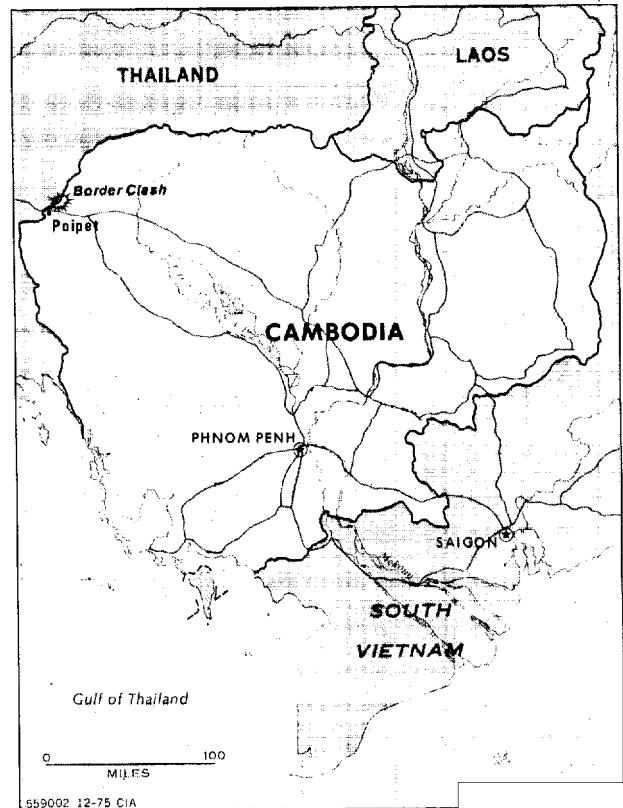 THAILAND
LAOS
Border Clash
Poipet
CAMBODIA
PHNOM PENH
SAIGON
Mekong
SOUTH
VIETNAM
Gulf of Thailand
0 100
MILES
559002 12-75 CIA